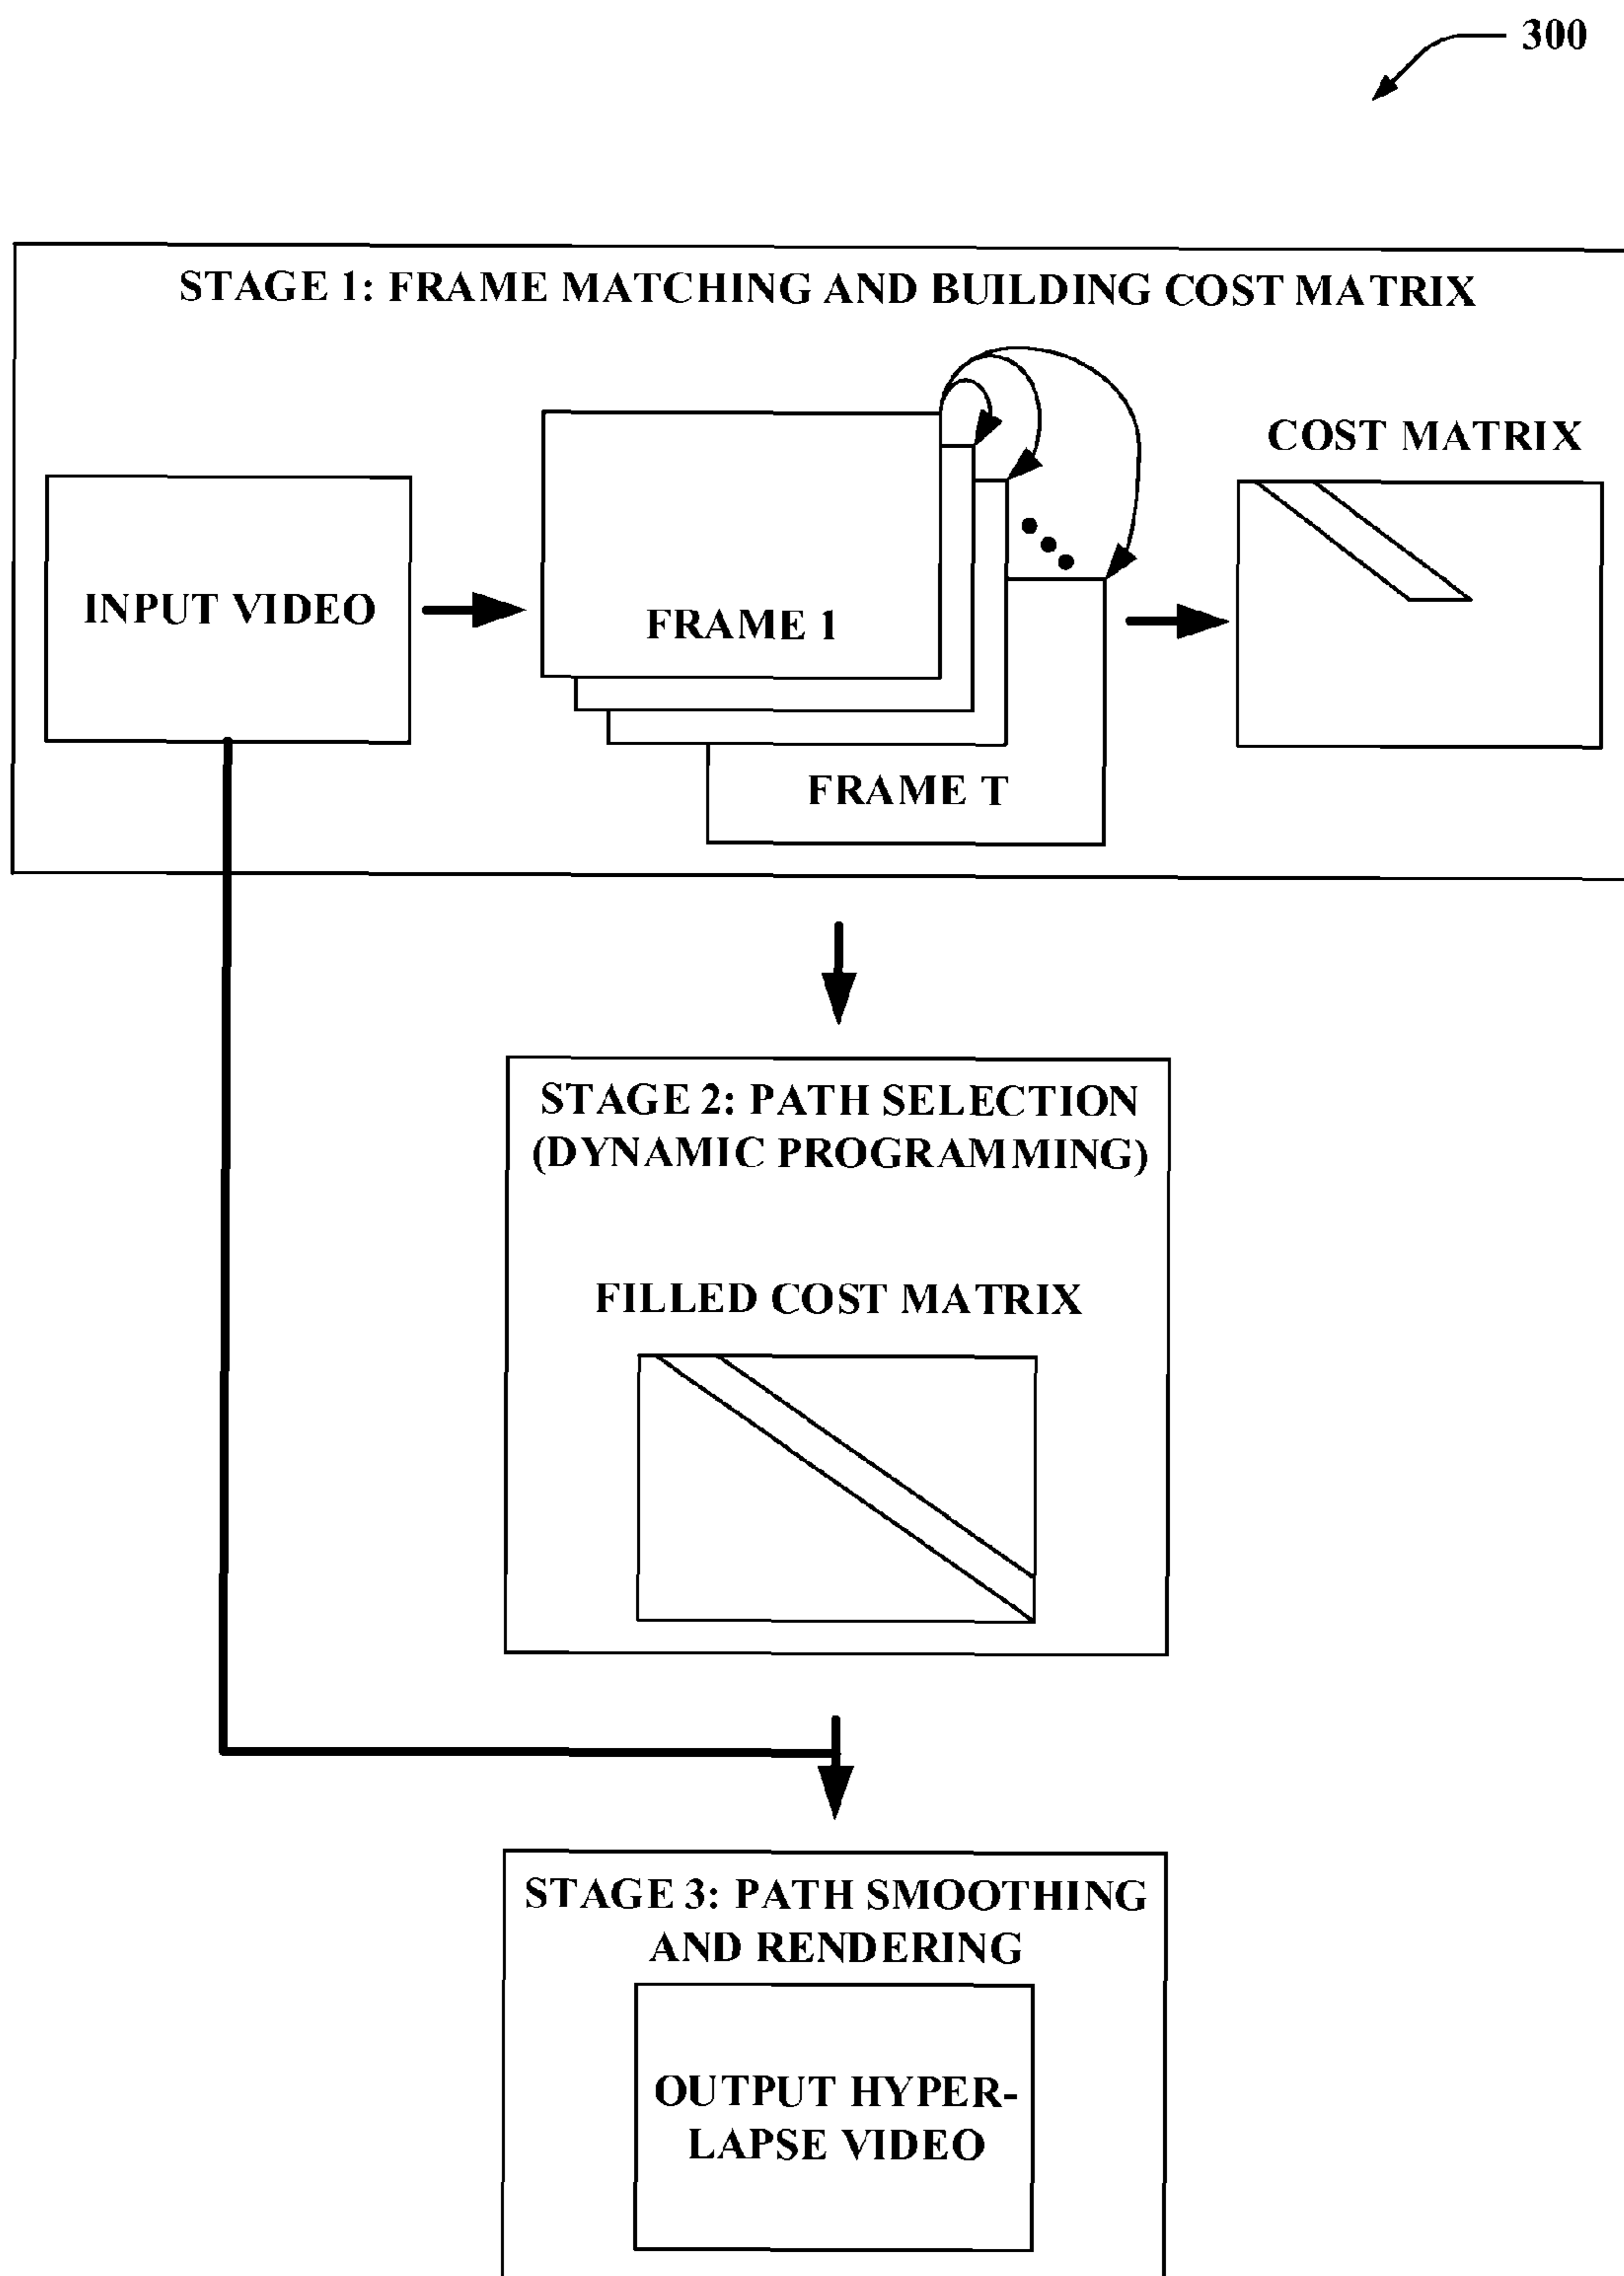 300
STAGE 1: FRAME MATCHING AND BUILDING COST MATRIX
COST MATRIX
INPUT VIDEO
FRAME 1
FRAME T
STAGE 2: PATH SELECTION
(DYNAMIC PROGRAMMING)
FILLED COST MATRIX
STAGE 3: PATH SMOOTHING
AND RENDERING
OUTPUT HYPER-
LAPSE VIDEO